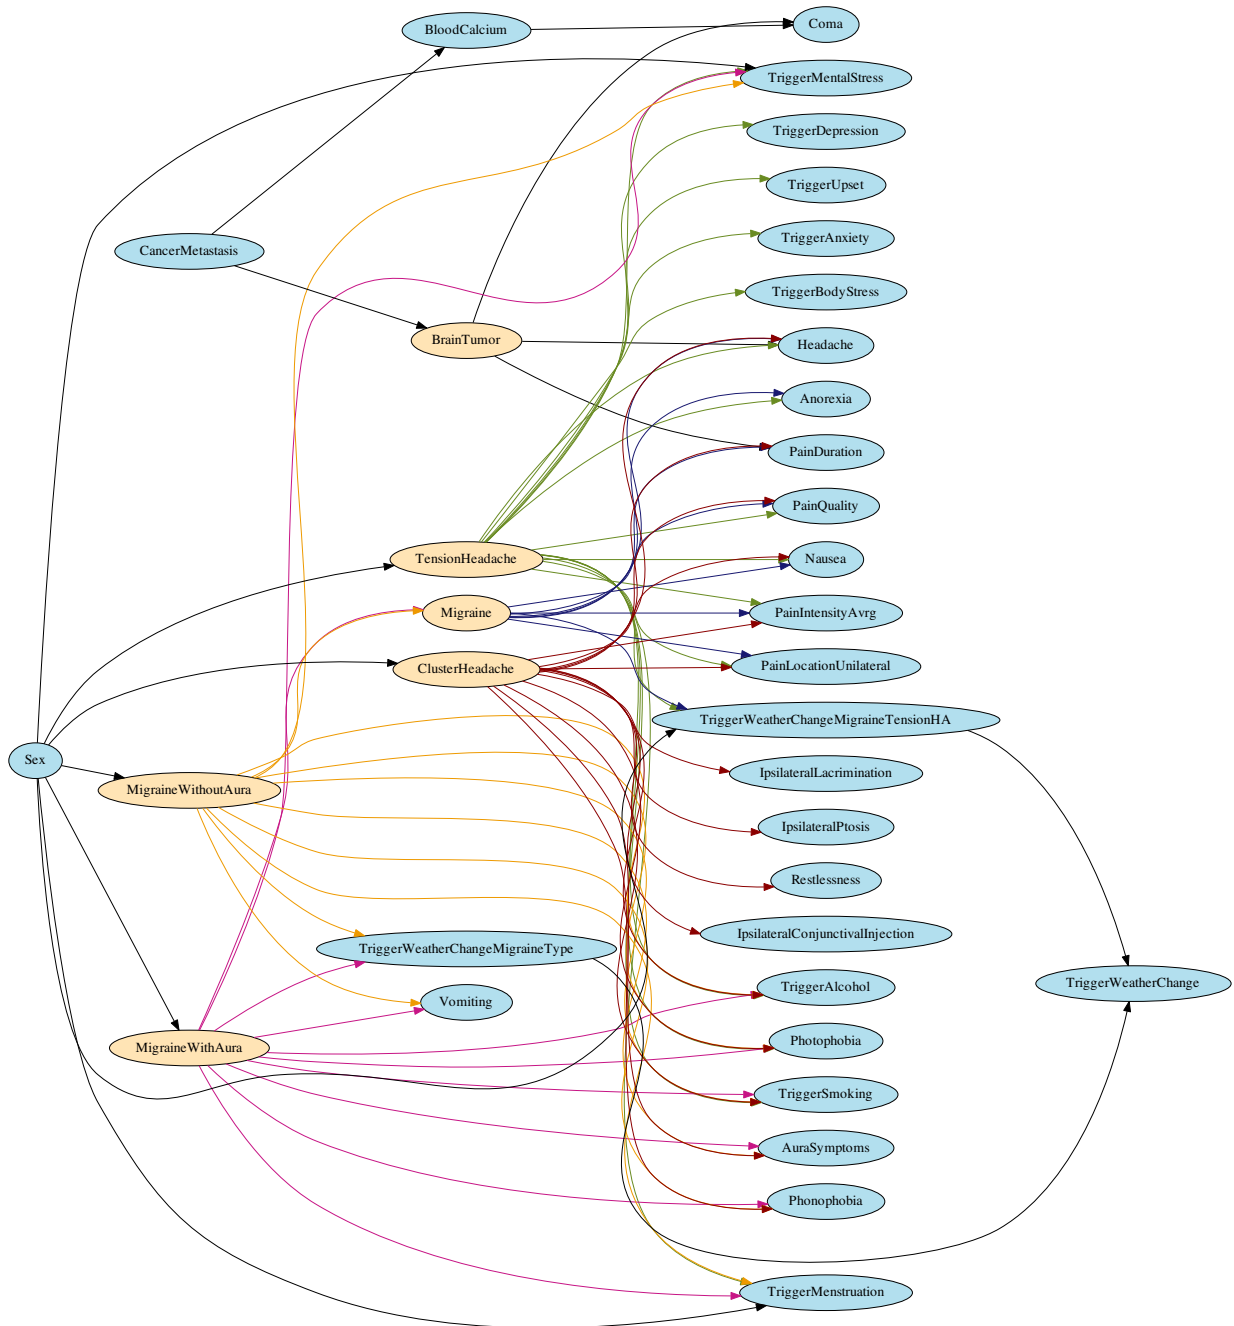 BloodCalcium
Coma
TriggerMentalStress
TriggerDepression
TriggerUpset
TriggerAnxiety
CancerMetastasis
TriggerBodyStress
BrainTumor
Headache
Anorexia
PainDuration
PainQuality
TensionHeadache
Nausea
Migraine
PainIntensityAvrg
ClusterHeadache
PainLocationUnilateral
TriggerWeatherChangeMigraineTensionHA
Sex
IpsilateralLacrimination
MigraineWithoutAura
IpsilateralPtosis
Restlessness
IpsilateralConjunctivalInjection
TriggerWeatherChangeMigraineType
TriggerWeatherChange
TriggerAlcohol
Vomiting
Photophobia
MigraineWithAura
TriggerSmoking
AuraSymptoms
Phonophobia
TriggerMenstruation